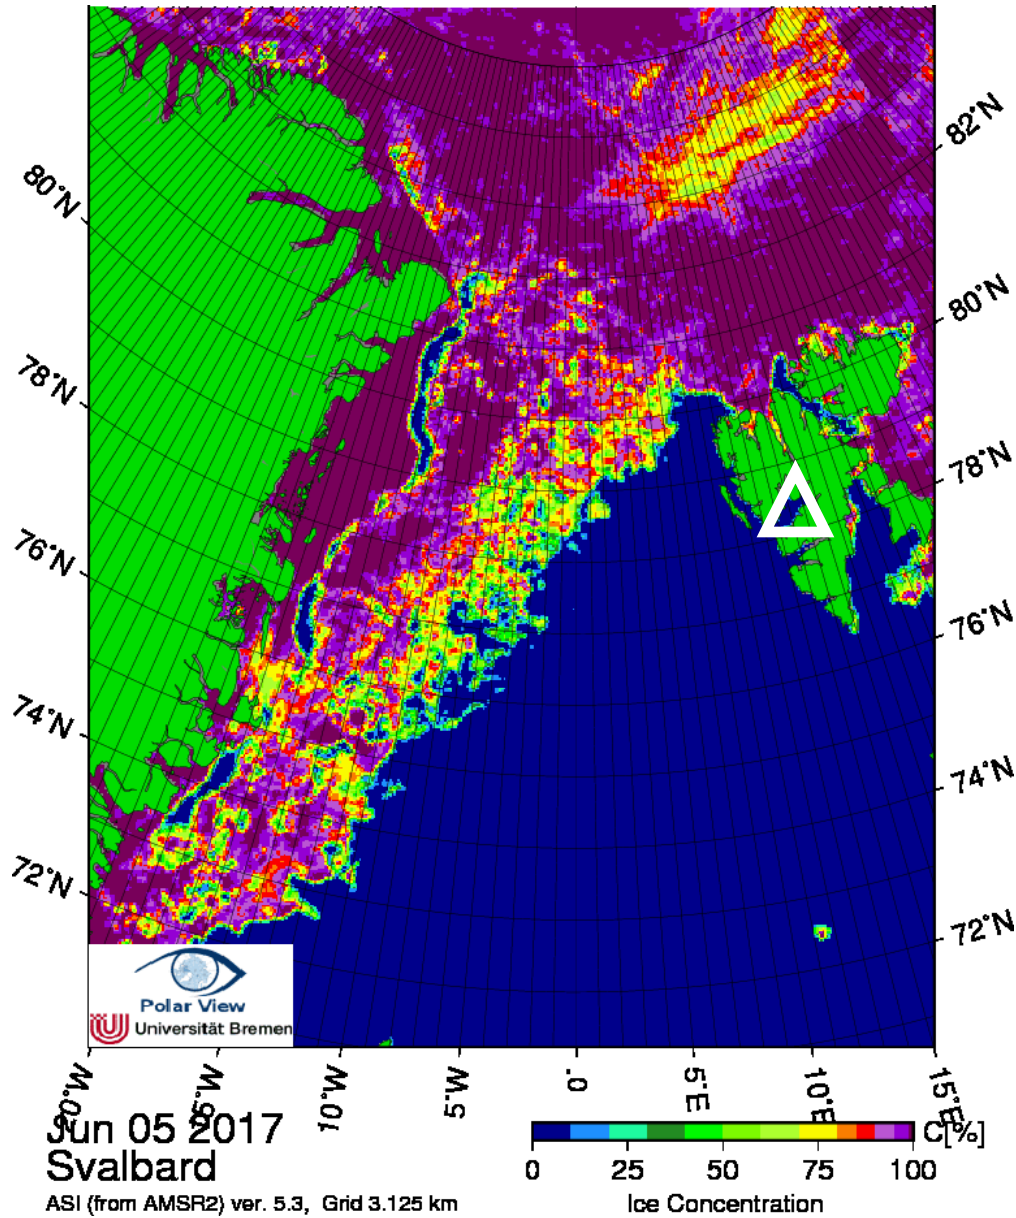 82°N
80°N
80°N
78°N
78°N
76°N
76°N
74°N
74°N
72°N
72°N
Polar View
Universität Bremen
20°W
15°W
10°W
5°W
0°
5°E
10°E
15°E
Jun 05 2017
Svalbard
ASI (from AMSR2) ver. 5.3, Grid 3.125 km
C[%]
0 25 50 75 100
Ice Concentration